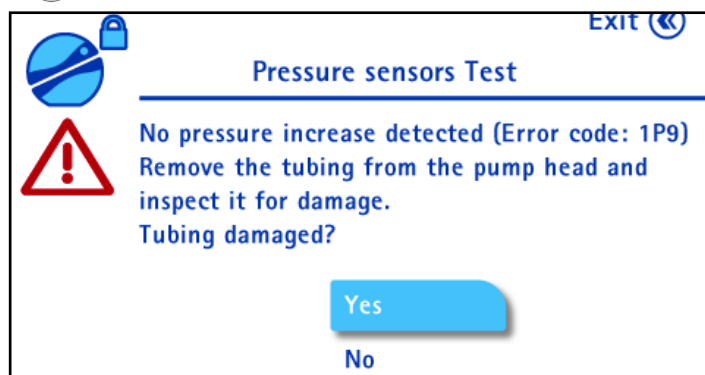 Exit
Pressure sensors Test
No pressure increase detected (Error code: 1P9)
Remove the tubing from the pump head and
inspect it for damage.
Tubing damaged?
Yes
No